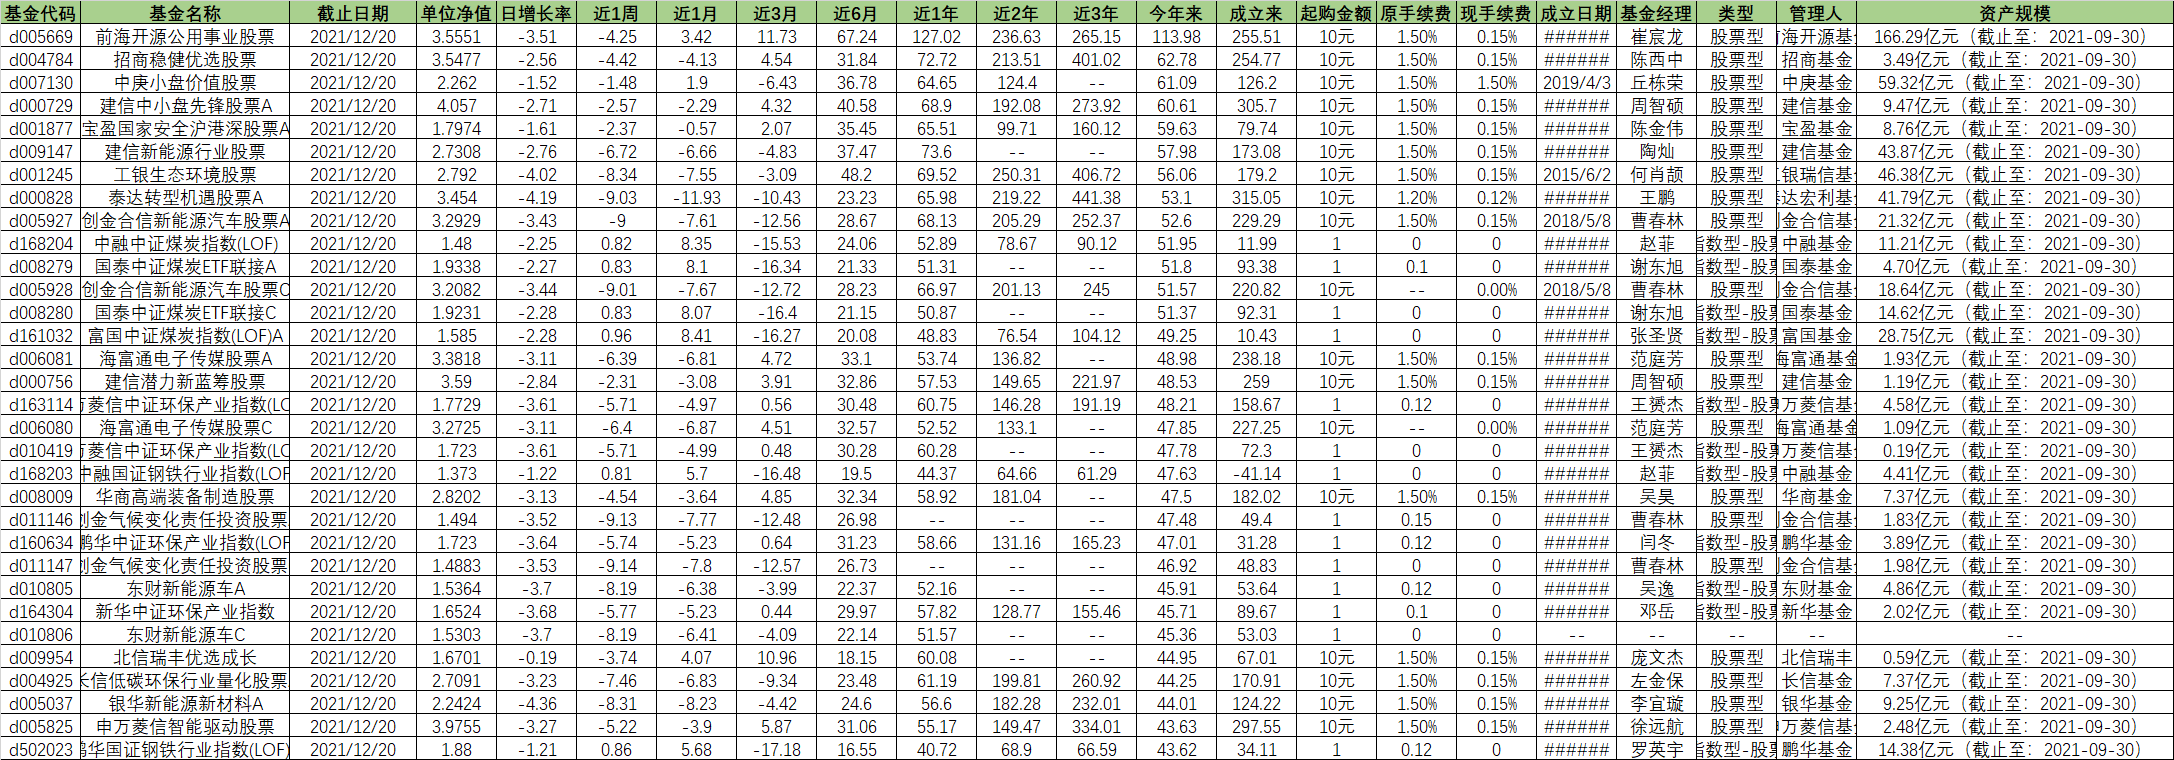 基金代码 基金名称 截止日期 单位净值 日增长率 近1周 近1月 近3月 近6月 近1年 近2年 近3年 今年来 成立来 起购金额 原手续费 现手续费 成立日期 基金经理 类型 管理人 资产规模
d005669 前海开源公用事业股票 2021/12/20 3.5551 -3.51 -4.25 3.42 11.73 67.24 127.02 236.63 265.15 113.98 255.51 10元 1.50% 0.15% ###### 崔宸龙 股票型 前海开源基金 166.29亿元（截止至：2021-09-30）
d004784 招商稳健优选股票 2021/12/20 3.5477 -2.56 -4.42 -4.13 4.54 31.84 72.72 213.51 401.02 62.78 254.77 10元 1.50% 0.15% ###### 陈西中 股票型 招商基金 3.49亿元（截止至：2021-09-30）
d007130 中庚小盘价值股票 2021/12/20 2.262 -1.52 -1.48 1.9 -6.43 36.78 64.65 124.4 -- 61.09 126.2 10元 1.50% 1.50% 2019/4/3 丘栋荣 股票型 中庚基金 59.32亿元（截止至：2021-09-30）
d000729 建信中小盘先锋股票A 2021/12/20 4.057 -2.71 -2.57 -2.29 4.32 40.58 68.9 192.08 273.92 60.61 305.7 10元 1.50% 0.15% ###### 周智硕 股票型 建信基金 9.47亿元（截止至：2021-09-30）
d001877 宝盈国家安全沪港深股票A 2021/12/20 1.7974 -1.61 -2.37 -0.57 2.07 35.45 65.51 99.71 160.12 59.63 79.74 10元 1.50% 0.15% ###### 陈金伟 股票型 宝盈基金 8.76亿元（截止至：2021-09-30）
d009147 建信新能源行业股票 2021/12/20 2.7308 -2.76 -6.72 -6.66 -4.83 37.47 73.6 -- -- 57.98 173.08 10元 1.50% 0.15% ###### 陶灿 股票型 建信基金 43.87亿元（截止至：2021-09-30）
d001245 工银生态环境股票 2021/12/20 2.792 -4.02 -8.34 -7.55 -3.09 48.2 69.52 250.31 406.72 56.06 179.2 10元 1.50% 0.15% 2015/6/2 何肖颉 股票型 银瑞信基 46.38亿元（截止至：2021-09-30）
d000828 泰达转型机遇股票A 2021/12/20 3.454 -4.19 -9.03 -11.93 -10.43 23.23 65.98 219.22 441.38 53.1 315.05 10元 1.20% 0.12% ###### 王鹏 股票型 达宏利基 41.79亿元（截止至：2021-09-30）
d005927 创金合信新能源汽车股票A 2021/12/20 3.2929 -3.43 -9 -7.61 -12.56 28.67 68.13 205.29 252.37 52.6 229.29 10元 1.50% 0.15% 2018/5/8 曹春林 股票型 金合信基 21.32亿元（截止至：2021-09-30）
d168204 中融中证煤炭指数(LOF) 2021/12/20 1.48 -2.25 0.82 8.35 -15.53 24.06 52.89 78.67 90.12 51.95 11.99 1 0 0 ###### 赵菲 指数型-股票 中融基金 11.21亿元（截止至：2021-09-30）
d008279 国泰中证煤炭ETF联接A 2021/12/20 1.9338 -2.27 0.83 8.1 -16.34 21.33 51.31 -- -- 51.8 93.38 1 0.1 0 ###### 谢东旭 指数型-股票 国泰基金 4.70亿元（截止至：2021-09-30）
d005928 创金合信新能源汽车股票C 2021/12/20 3.2082 -3.44 -9.01 -7.67 -12.72 28.23 66.97 201.13 245 51.57 220.82 10元 -- 0.00% 2018/5/8 曹春林 股票型 金合信基 18.64亿元（截止至：2021-09-30）
d008280 国泰中证煤炭ETF联接C 2021/12/20 1.9231 -2.28 0.83 8.07 -16.4 21.15 50.87 -- -- 51.37 92.31 1 0 0 ###### 谢东旭 指数型-股票 国泰基金 14.62亿元（截止至：2021-09-30）
d161032 富国中证煤炭指数(LOF)A 2021/12/20 1.585 -2.28 0.96 8.41 -16.27 20.08 48.83 76.54 104.12 49.25 10.43 1 0 0 ###### 张圣贤 指数型-股票 富国基金 28.75亿元（截止至：2021-09-30）
d006081 海富通电子传媒股票A 2021/12/20 3.3818 -3.11 -6.39 -6.81 4.72 33.1 53.74 136.82 -- 48.98 238.18 10元 1.50% 0.15% ###### 范庭芳 股票型 海富通基金 1.93亿元（截止至：2021-09-30）
d000756 建信潜力新蓝筹股票 2021/12/20 3.59 -2.84 -2.31 -3.08 3.91 32.86 57.53 149.65 221.97 48.53 259 10元 1.50% 0.15% ###### 周智硕 股票型 建信基金 1.19亿元（截止至：2021-09-30）
d163114 万菱信中证环保产业指数(LO 2021/12/20 1.7729 -3.61 -5.71 -4.97 0.56 30.48 60.75 146.28 191.19 48.21 158.67 1 0.12 0 ###### 王赟杰 指数型-股票 万菱信基 4.58亿元（截止至：2021-09-30）
d006080 海富通电子传媒股票C 2021/12/20 3.2725 -3.11 -6.4 -6.87 4.51 32.57 52.52 133.1 -- 47.85 227.25 10元 -- 0.00% ###### 范庭芳 股票型 海富通基金 1.09亿元（截止至：2021-09-30）
d010419 万菱信中证环保产业指数(LO 2021/12/20 1.723 -3.61 -5.71 -4.99 0.48 30.28 60.28 -- -- 47.78 72.3 1 0 0 ###### 王赟杰 指数型-股票 万菱信基 0.19亿元（截止至：2021-09-30）
d168203 中融国证钢铁行业指数(LOF 2021/12/20 1.373 -1.22 0.81 5.7 -16.48 19.5 44.37 64.66 61.29 47.63 -41.14 1 0 0 ###### 赵菲 指数型-股票 中融基金 4.41亿元（截止至：2021-09-30）
d008009 华商高端装备制造股票 2021/12/20 2.8202 -3.13 -4.54 -3.64 4.85 32.34 58.92 181.04 -- 47.5 182.02 10元 1.50% 0.15% ###### 吴昊 股票型 华商基金 7.37亿元（截止至：2021-09-30）
d011146 创金气候变化责任投资股票 2021/12/20 1.494 -3.52 -9.13 -7.77 -12.48 26.98 -- -- -- 47.48 49.4 1 0.15 0 ###### 曹春林 股票型 金合信基 1.83亿元（截止至：2021-09-30）
d160634 鹏华中证环保产业指数(LOF 2021/12/20 1.723 -3.64 -5.74 -5.23 0.64 31.23 58.66 131.16 165.23 47.01 31.28 1 0.12 0 ###### 闫冬 指数型-股票 鹏华基金 3.89亿元（截止至：2021-09-30）
d011147 创金气候变化责任投资股票 2021/12/20 1.4883 -3.53 -9.14 -7.8 -12.57 26.73 -- -- -- 46.92 48.83 1 0 0 ###### 曹春林 股票型 金合信基 1.98亿元（截止至：2021-09-30）
d010805 东财新能源车A 2021/12/20 1.5364 -3.7 -8.19 -6.38 -3.99 22.37 52.16 -- -- 45.91 53.64 1 0.12 0 ###### 吴逸 指数型-股票 东财基金 4.86亿元（截止至：2021-09-30）
d164304 新华中证环保产业指数 2021/12/20 1.6524 -3.68 -5.77 -5.23 0.44 29.97 57.82 128.77 155.46 45.71 89.67 1 0.1 0 ###### 邓岳 指数型-股票 新华基金 2.02亿元（截止至：2021-09-30）
d010806 东财新能源车C 2021/12/20 1.5303 -3.7 -8.19 -6.41 -4.09 22.14 51.57 -- -- 45.36 53.03 1 0 0 -- -- -- -- --
d009954 北信瑞丰优选成长 2021/12/20 1.6701 -0.19 -3.74 4.07 10.96 18.15 60.08 -- -- 44.95 67.01 10元 1.50% 0.15% ###### 庞文杰 股票型 北信瑞丰 0.59亿元（截止至：2021-09-30）
d004925 长信低碳环保行业量化股票 2021/12/20 2.7091 -3.23 -7.46 -6.83 -9.34 23.48 61.19 199.81 260.92 44.25 170.91 10元 1.50% 0.15% ###### 左金保 股票型 长信基金 7.37亿元（截止至：2021-09-30）
d005037 银华新能源新材料A 2021/12/20 2.2424 -4.36 -8.31 -8.23 -4.42 24.6 56.6 182.28 232.01 44.01 124.22 10元 1.50% 0.15% ###### 李宜璇 股票型 银华基金 9.25亿元（截止至：2021-09-30）
d005825 申万菱信智能驱动股票 2021/12/20 3.9755 -3.27 -5.22 -3.9 5.87 31.06 55.17 149.47 334.01 43.63 297.55 10元 1.50% 0.15% ###### 徐远航 股票型 万菱信基 2.48亿元（截止至：2021-09-30）
d502023 鹏华国证钢铁行业指数(LOF) 2021/12/20 1.88 -1.21 0.86 5.68 -17.18 16.55 40.72 68.9 66.59 43.62 34.11 1 0.12 0 ###### 罗英宇 指数型-股票 鹏华基金 14.38亿元（截止至：2021-09-30）